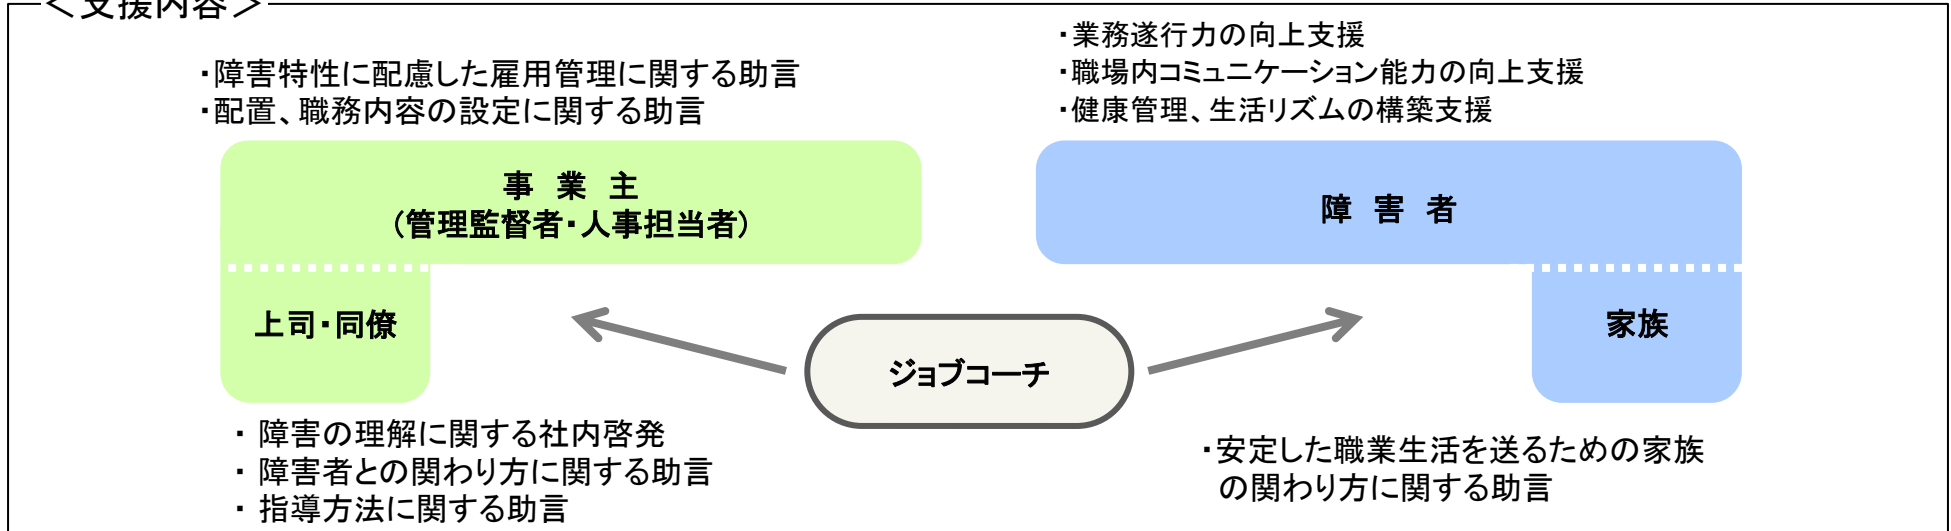 ＜支援内容＞
・障害特性に配慮した雇用管理に関する助言
・配置、職務内容の設定に関する助言
・業務遂行力の向上支援
・職場内コミュニケーション能力の向上支援
・健康管理、生活リズムの構築支援
事 業 主
（管理監督者・人事担当者）
障 害 者
上司・同僚
家族
ジョブコーチ
・ 障害の理解に関する社内啓発
・ 障害者との関わり方に関する助言
・ 指導方法に関する助言
・安定した職業生活を送るための家族
の関わり方に関する助言